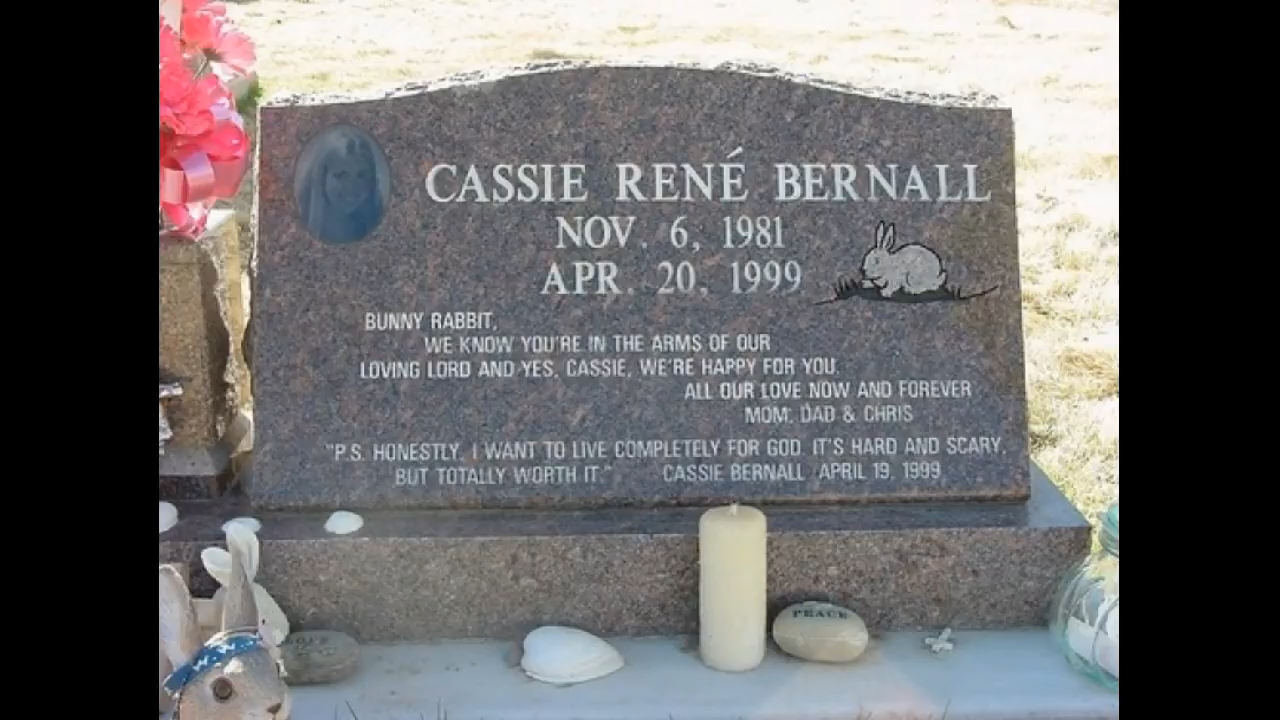 CASSIE RENÉ BERNALL
NOV. 6, 1981
APR. 20, 1999
BUNNY RABBIT,
WE KNOW YOU'RE IN THE ARMS OF OUR
LOVING LORD AND YES, CASSIE, WE'RE HAPPY FOR YOU.
ALL OUR LOVE NOW AND FOREVER
MOM, DAD & CHRIS
"P.S. HONESTLY, I WANT TO LIVE COMPLETELY FOR GOD. IT'S HARD AND SCARY,
BUT TOTALLY WORTH IT." CASSIE BERNALL APRIL 19, 1999
PEACE